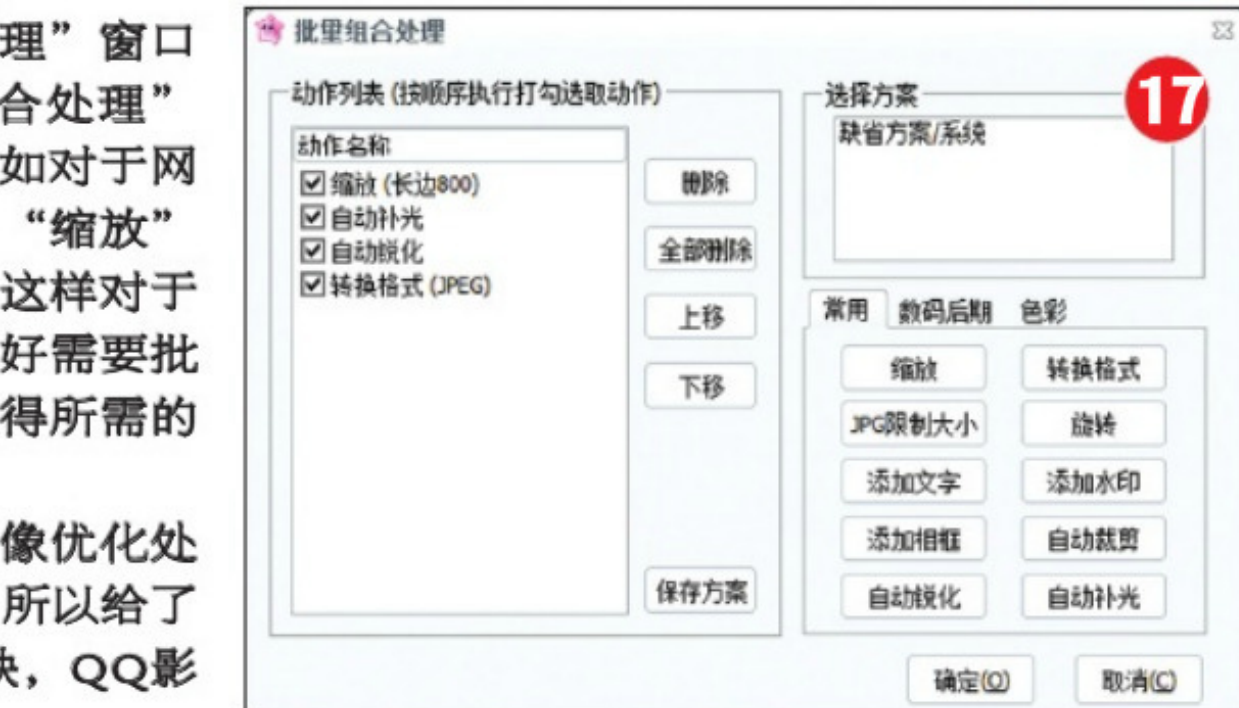 理”窗口
合处理”
如对于网
“缩放”
这样对于
好需要批
得所需的
像优化处
所以给了
快，QQ影
批里组合处理
17
动作列表 (按顺序执行打勾选取动作)
动作名称
缩放 (长边800)
自动补光
自动锐化
转换格式 (JPEG)
删除
全部删除
上移
下移
保存方案
选择方案
缺省方案/系统
常用 数码后期 色彩
缩放 转换格式
JPG限制大小 旋转
添加文字 添加水印
添加相框 自动裁剪
自动锐化 自动补光
确定(O) 取消(C)